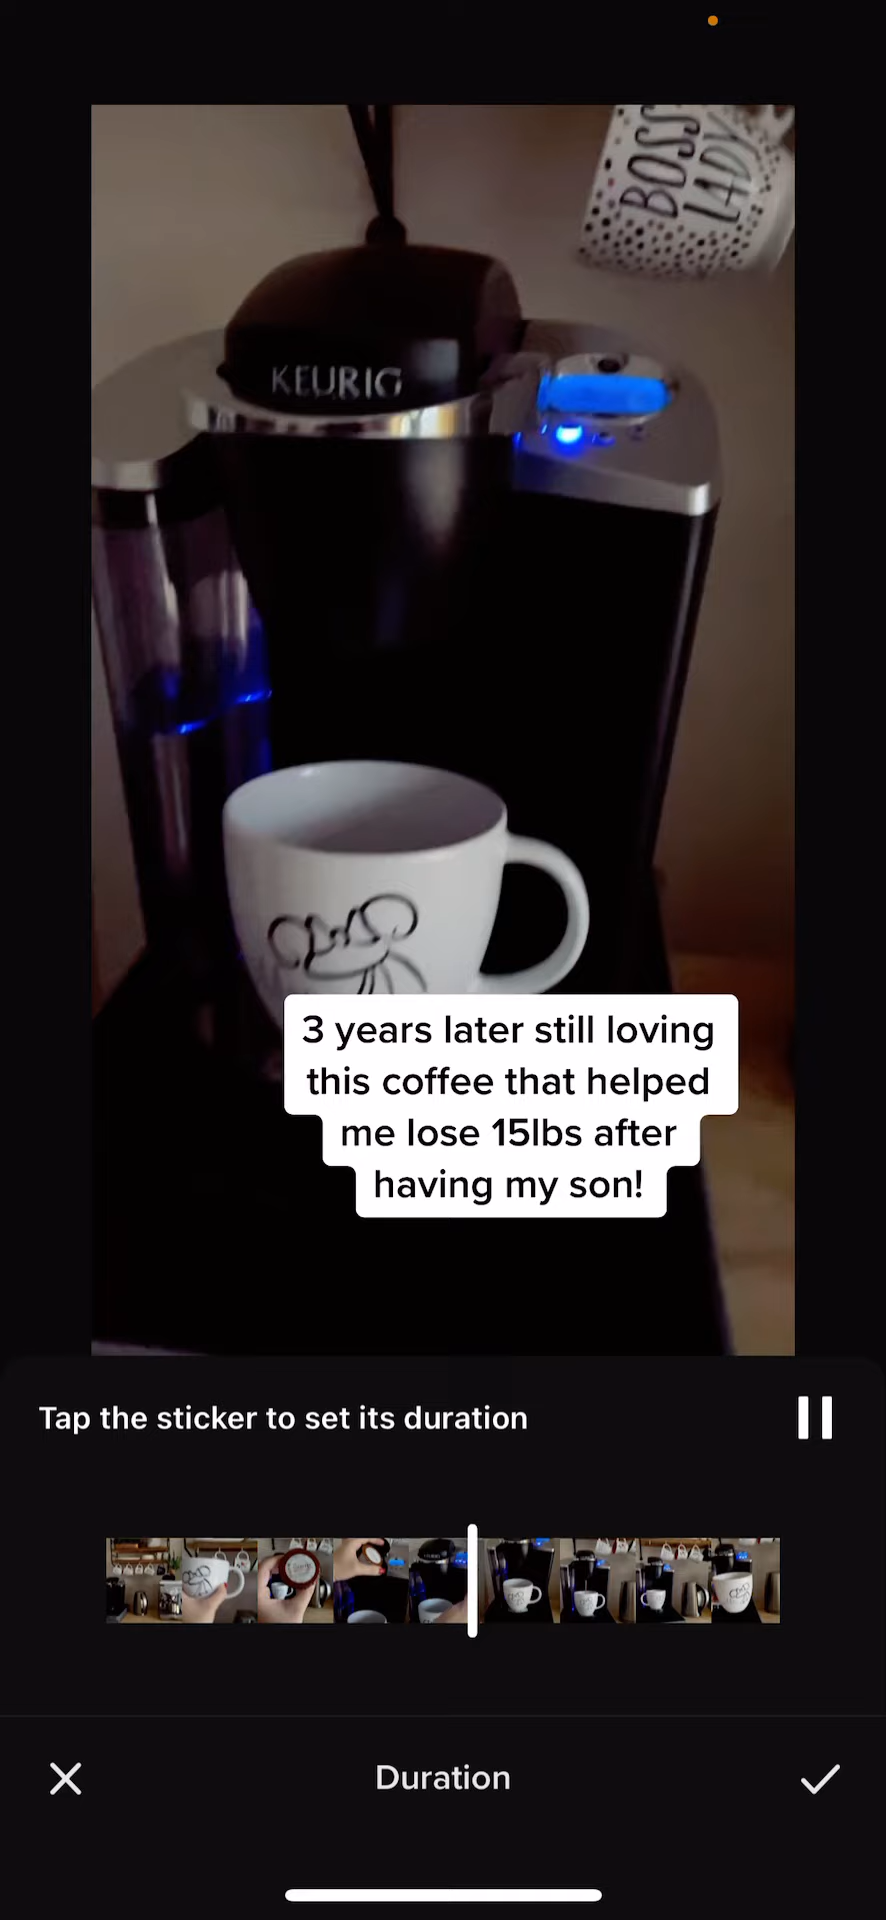 BOSS
LADY
KEURIG
3 years later still loving
this coffee that helped
me lose 15lbs after
having my son!
Tap the sticker to set its duration
Duration